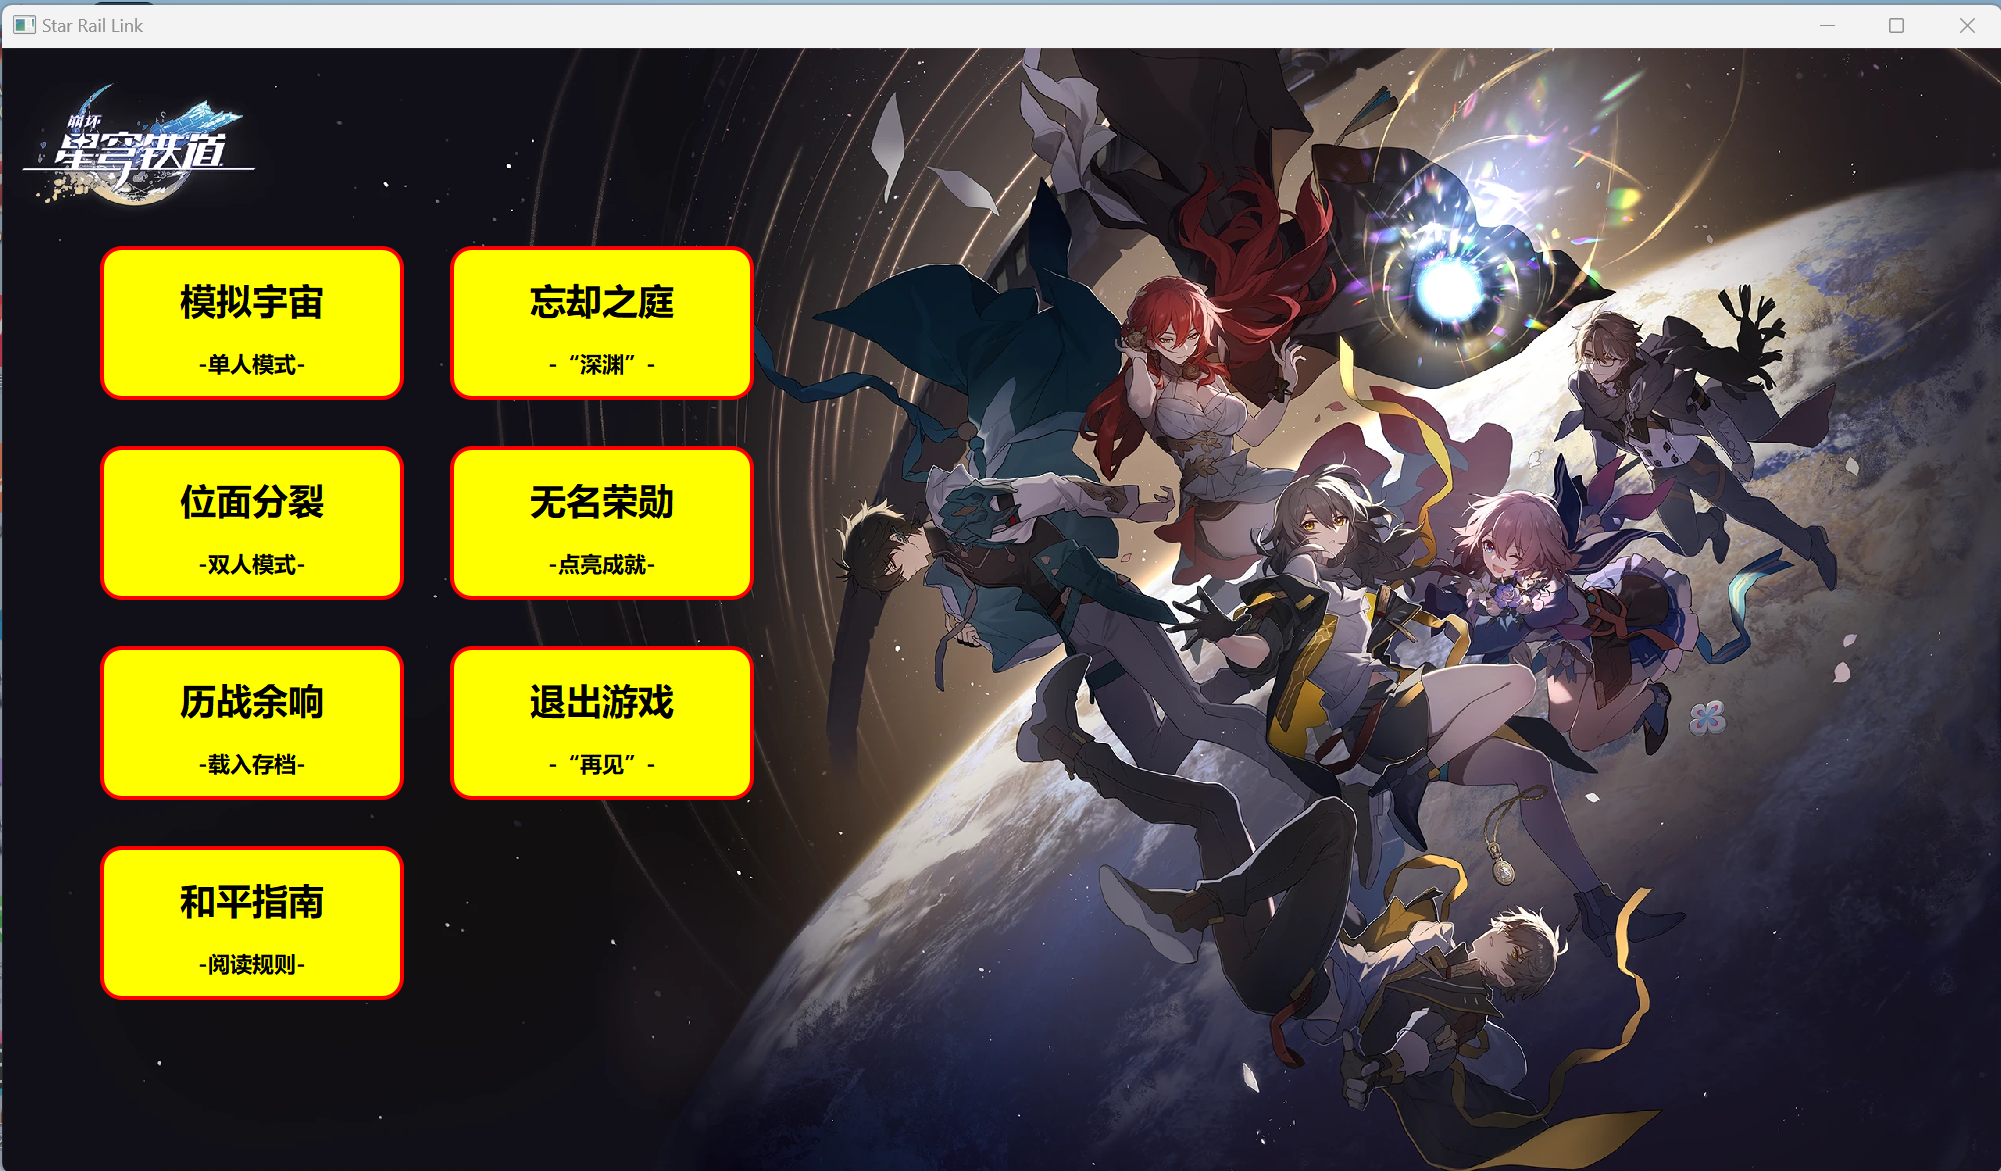 Star Rail Link
崩坏
星穹铁道
模拟宇宙
-单人模式-
忘却之庭
-“深渊”-
位面分裂
-双人模式-
无名荣勋
-点亮成就-
历战余响
-载入存档-
退出游戏
-“再见”-
和平指南
-阅读规则-